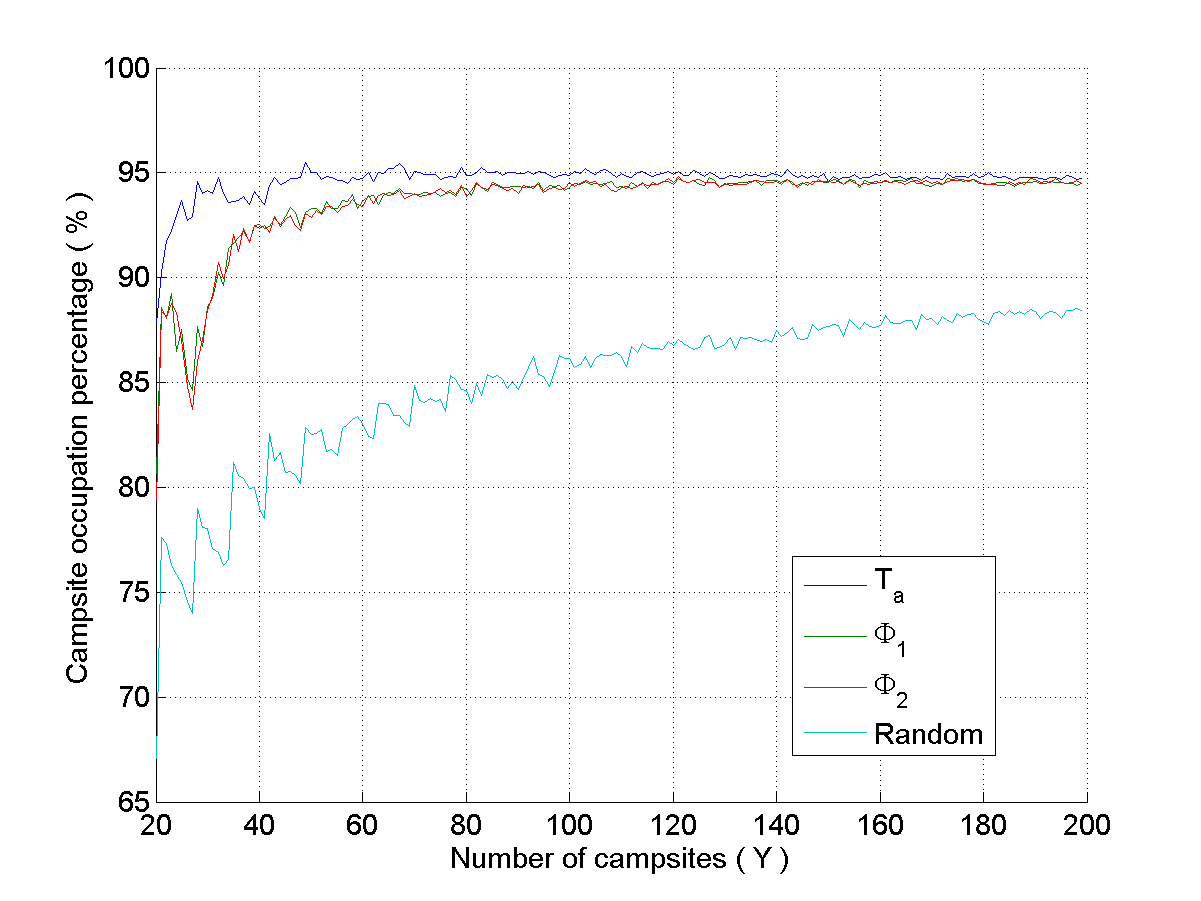 100
95
90
85
80
75
70
65
20 40 60 80 100 120 140 160 180 200
Campsite occupation percentage ( % )
Number of campsites ( Y )
Ta
Φ1
Φ2
Random